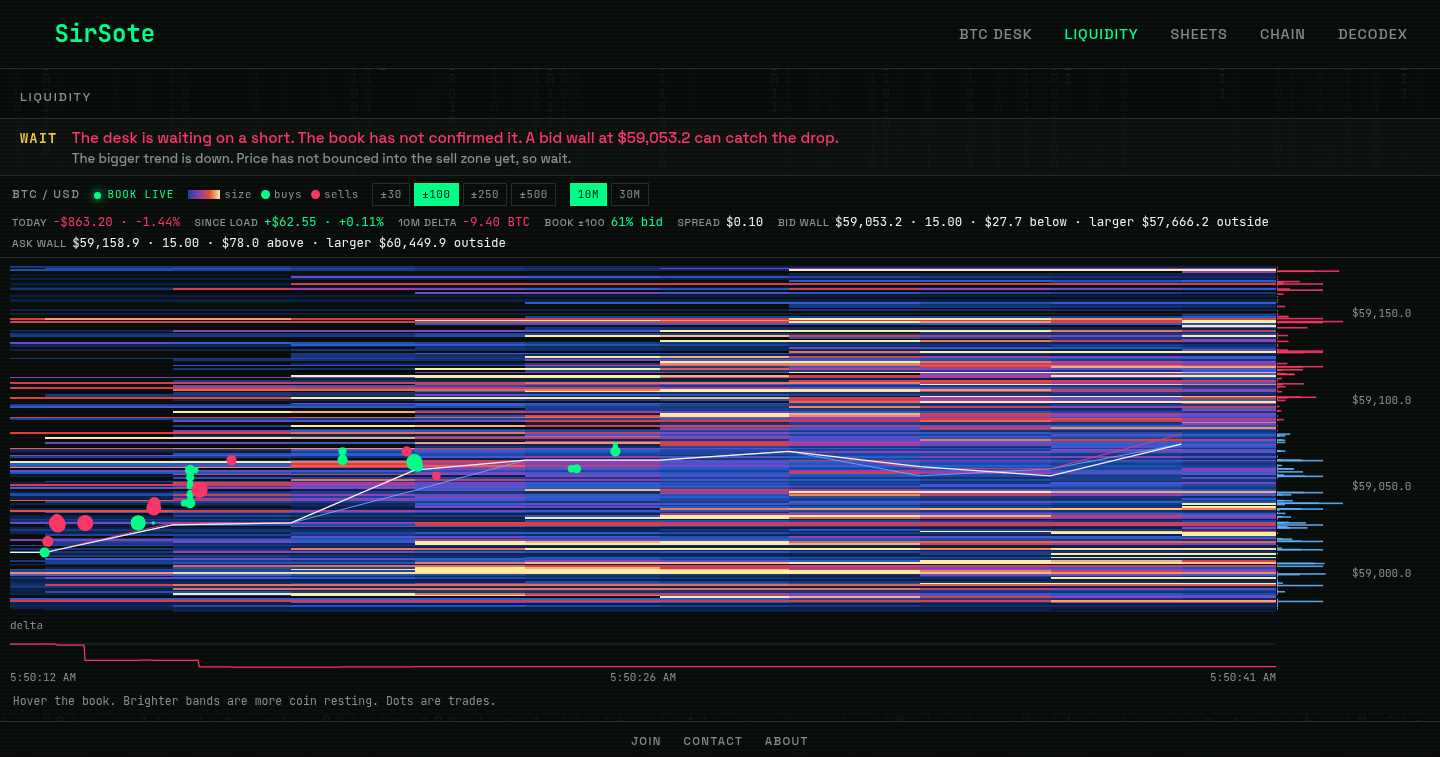 SirSote
BTC DESK LIQUIDITY SHEETS CHAIN DECODEX
LIQUIDITY
WAIT The desk is waiting on a short. The book has not confirmed it. A bid wall at $59,053.2 can catch the drop.
The bigger trend is down. Price has not bounced into the sell zone yet, so wait.
BTC / USD BOOK LIVE size buys sells ±30 ±100 ±250 ±500 10M 30M
TODAY -$863.20 · -1.44% SINCE LOAD +$62.55 · +0.11% 10M DELTA -9.40 BTC BOOK ±100 61% bid SPREAD $0.10 BID WALL $59,053.2 · 15.00 · $27.7 below · larger $57,666.2 outside
ASK WALL $59,158.9 · 15.00 · $78.0 above · larger $60,449.9 outside
$59,150.0
$59,100.0
$59,050.0
$59,000.0
delta
5:50:12 AM 5:50:26 AM 5:50:41 AM
Hover the book. Brighter bands are more coin resting. Dots are trades.
JOIN CONTACT ABOUT